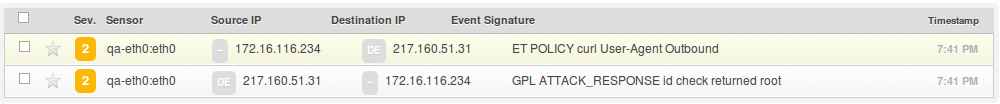 Sev. Sensor Source IP Destination IP Event Signature Timestamp
2 qa-eth0:eth0 – 172.16.116.234 DE 217.160.51.31 ET POLICY curl User-Agent Outbound 7:41 PM
2 qa-eth0:eth0 DE 217.160.51.31 – 172.16.116.234 GPL ATTACK_RESPONSE id check returned root 7:41 PM